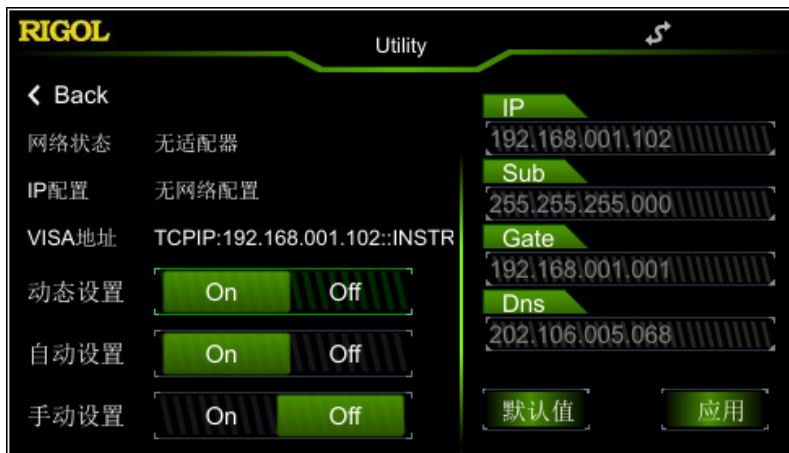 RIGOL
Utility
Back
网络状态 无适配器
IP配置 无网络配置
VISA地址 TCPIP:192.168.001.102::INSTR
动态设置 On Off
自动设置 On Off
手动设置 On Off
IP
192.168.001.102
Sub
255.255.255.000
Gate
192.168.001.001
Dns
202.106.005.068
默认值 应用